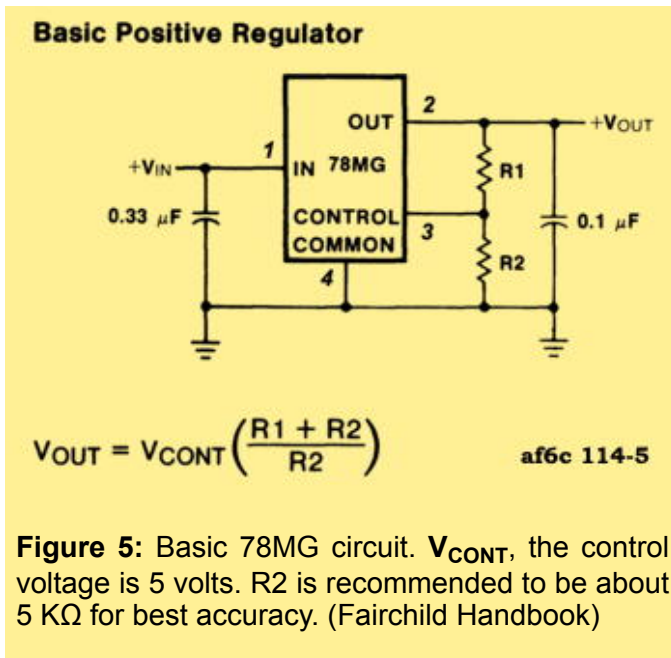 Basic Positive Regulator
2
OUT
+VOUT
1
+VIN
IN 78MG
R1
0.33 μF
CONTROL
3
0.1 μF
COMMON
R2
4
VOUT = VCONT(R1 + R2/R2)
af6c 114-5
Figure 5: Basic 78MG circuit. VCONT, the control
voltage is 5 volts. R2 is recommended to be about
5 KΩ for best accuracy. (Fairchild Handbook)